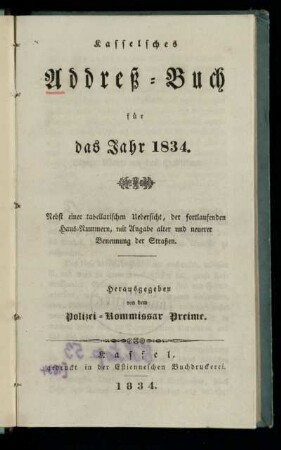 Kasselsches
Addreß-Buch
für
das Jahr 1834.
Nebst einer tabellarischen Uebersicht, der fortlaufenden
Haus-Nummern, mit Angabe alter und neuerer
Benennung der Straßen.
Herausgegeben
von dem
Polizei-Kommissar Preime.
Kassel,
gedruckt in der Estienneschen Buchdruckerei.
1834.